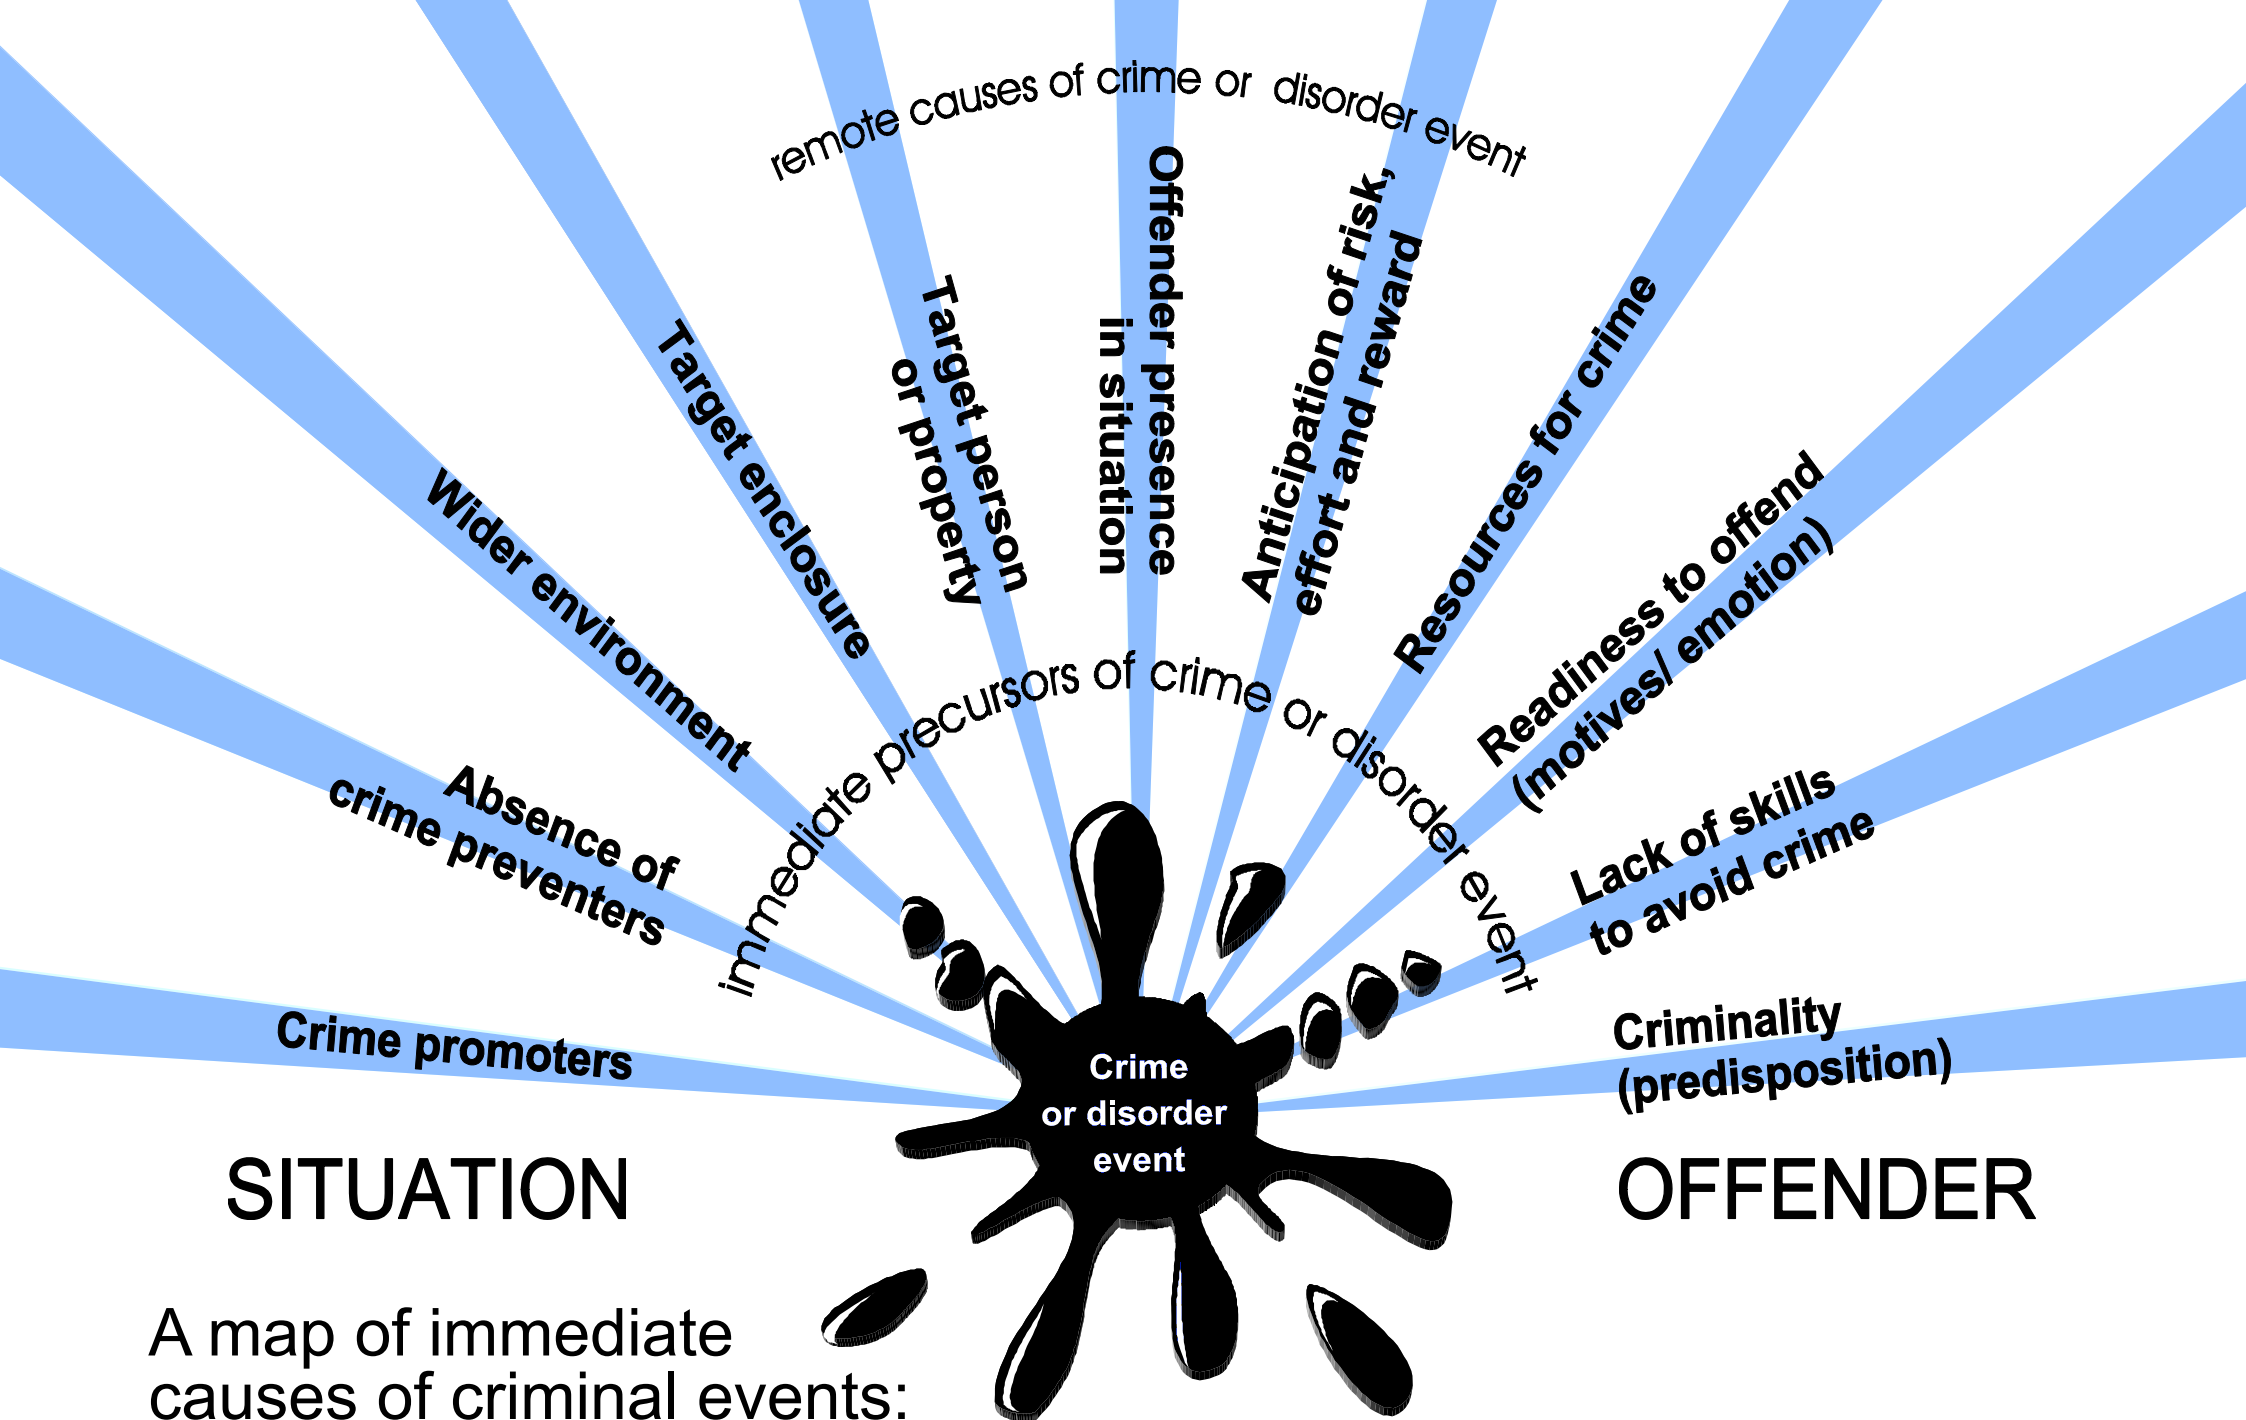 remote causes of crime or disorder event
Crime promoters
Absence of
crime preventers
Wider environment
Target enclosure
Target person
or property
Offender presence
in situation
Anticipation of risk,
effort and reward
Resources for crime
Readiness to offend
(motives/ emotion)
Lack of skills
to avoid crime
Criminality
(predisposition)
immediate precursors of crime or disorder event
Crime
or disorder
event
SITUATION
OFFENDER
A map of immediate
causes of criminal events: